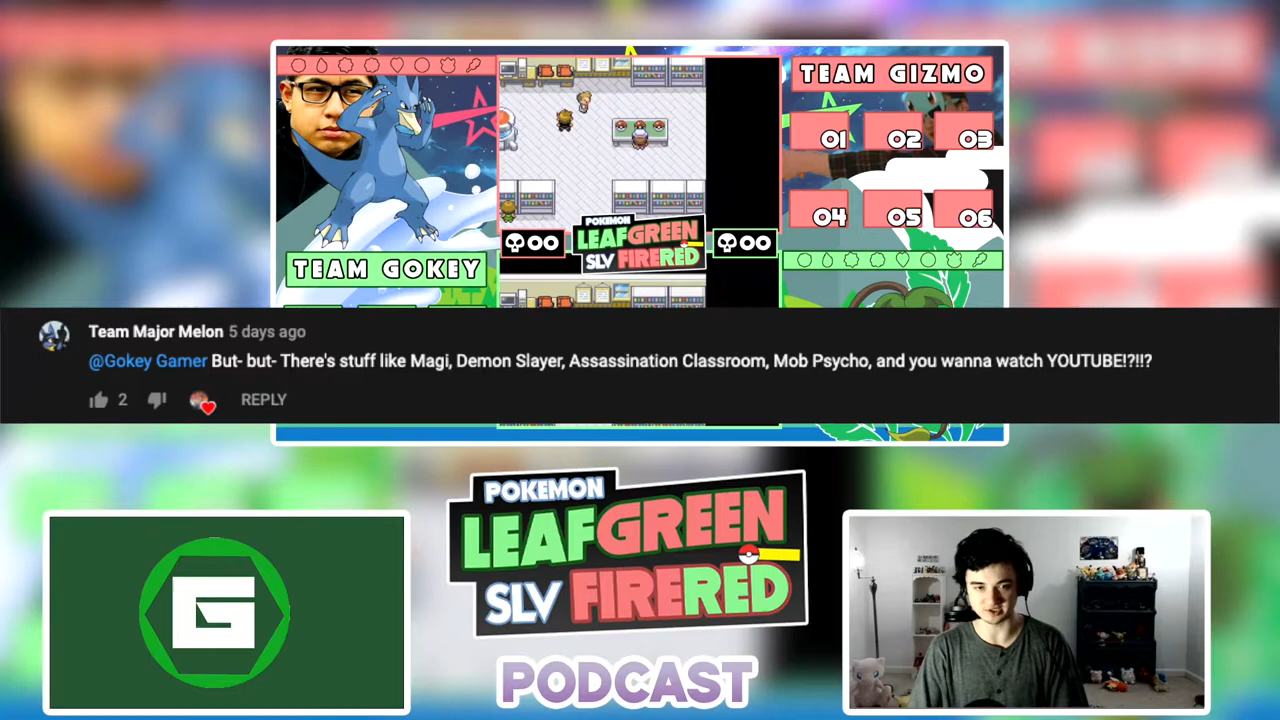 TEAM GIZMO
01 02 03
04 05 06
00
POKEMON
LEAFGREEN
SLV FIRERED
00
TEAM GOKEY
Team Major Melon 5 days ago
@Gokey Gamer But- but- There's stuff like Magi, Demon Slayer, Assassination Classroom, Mob Psycho, and you wanna watch YOUTUBE!?!!?
2 REPLY
POKEMON
LEAFGREEN
SLV FIRERED
PODCAST
G